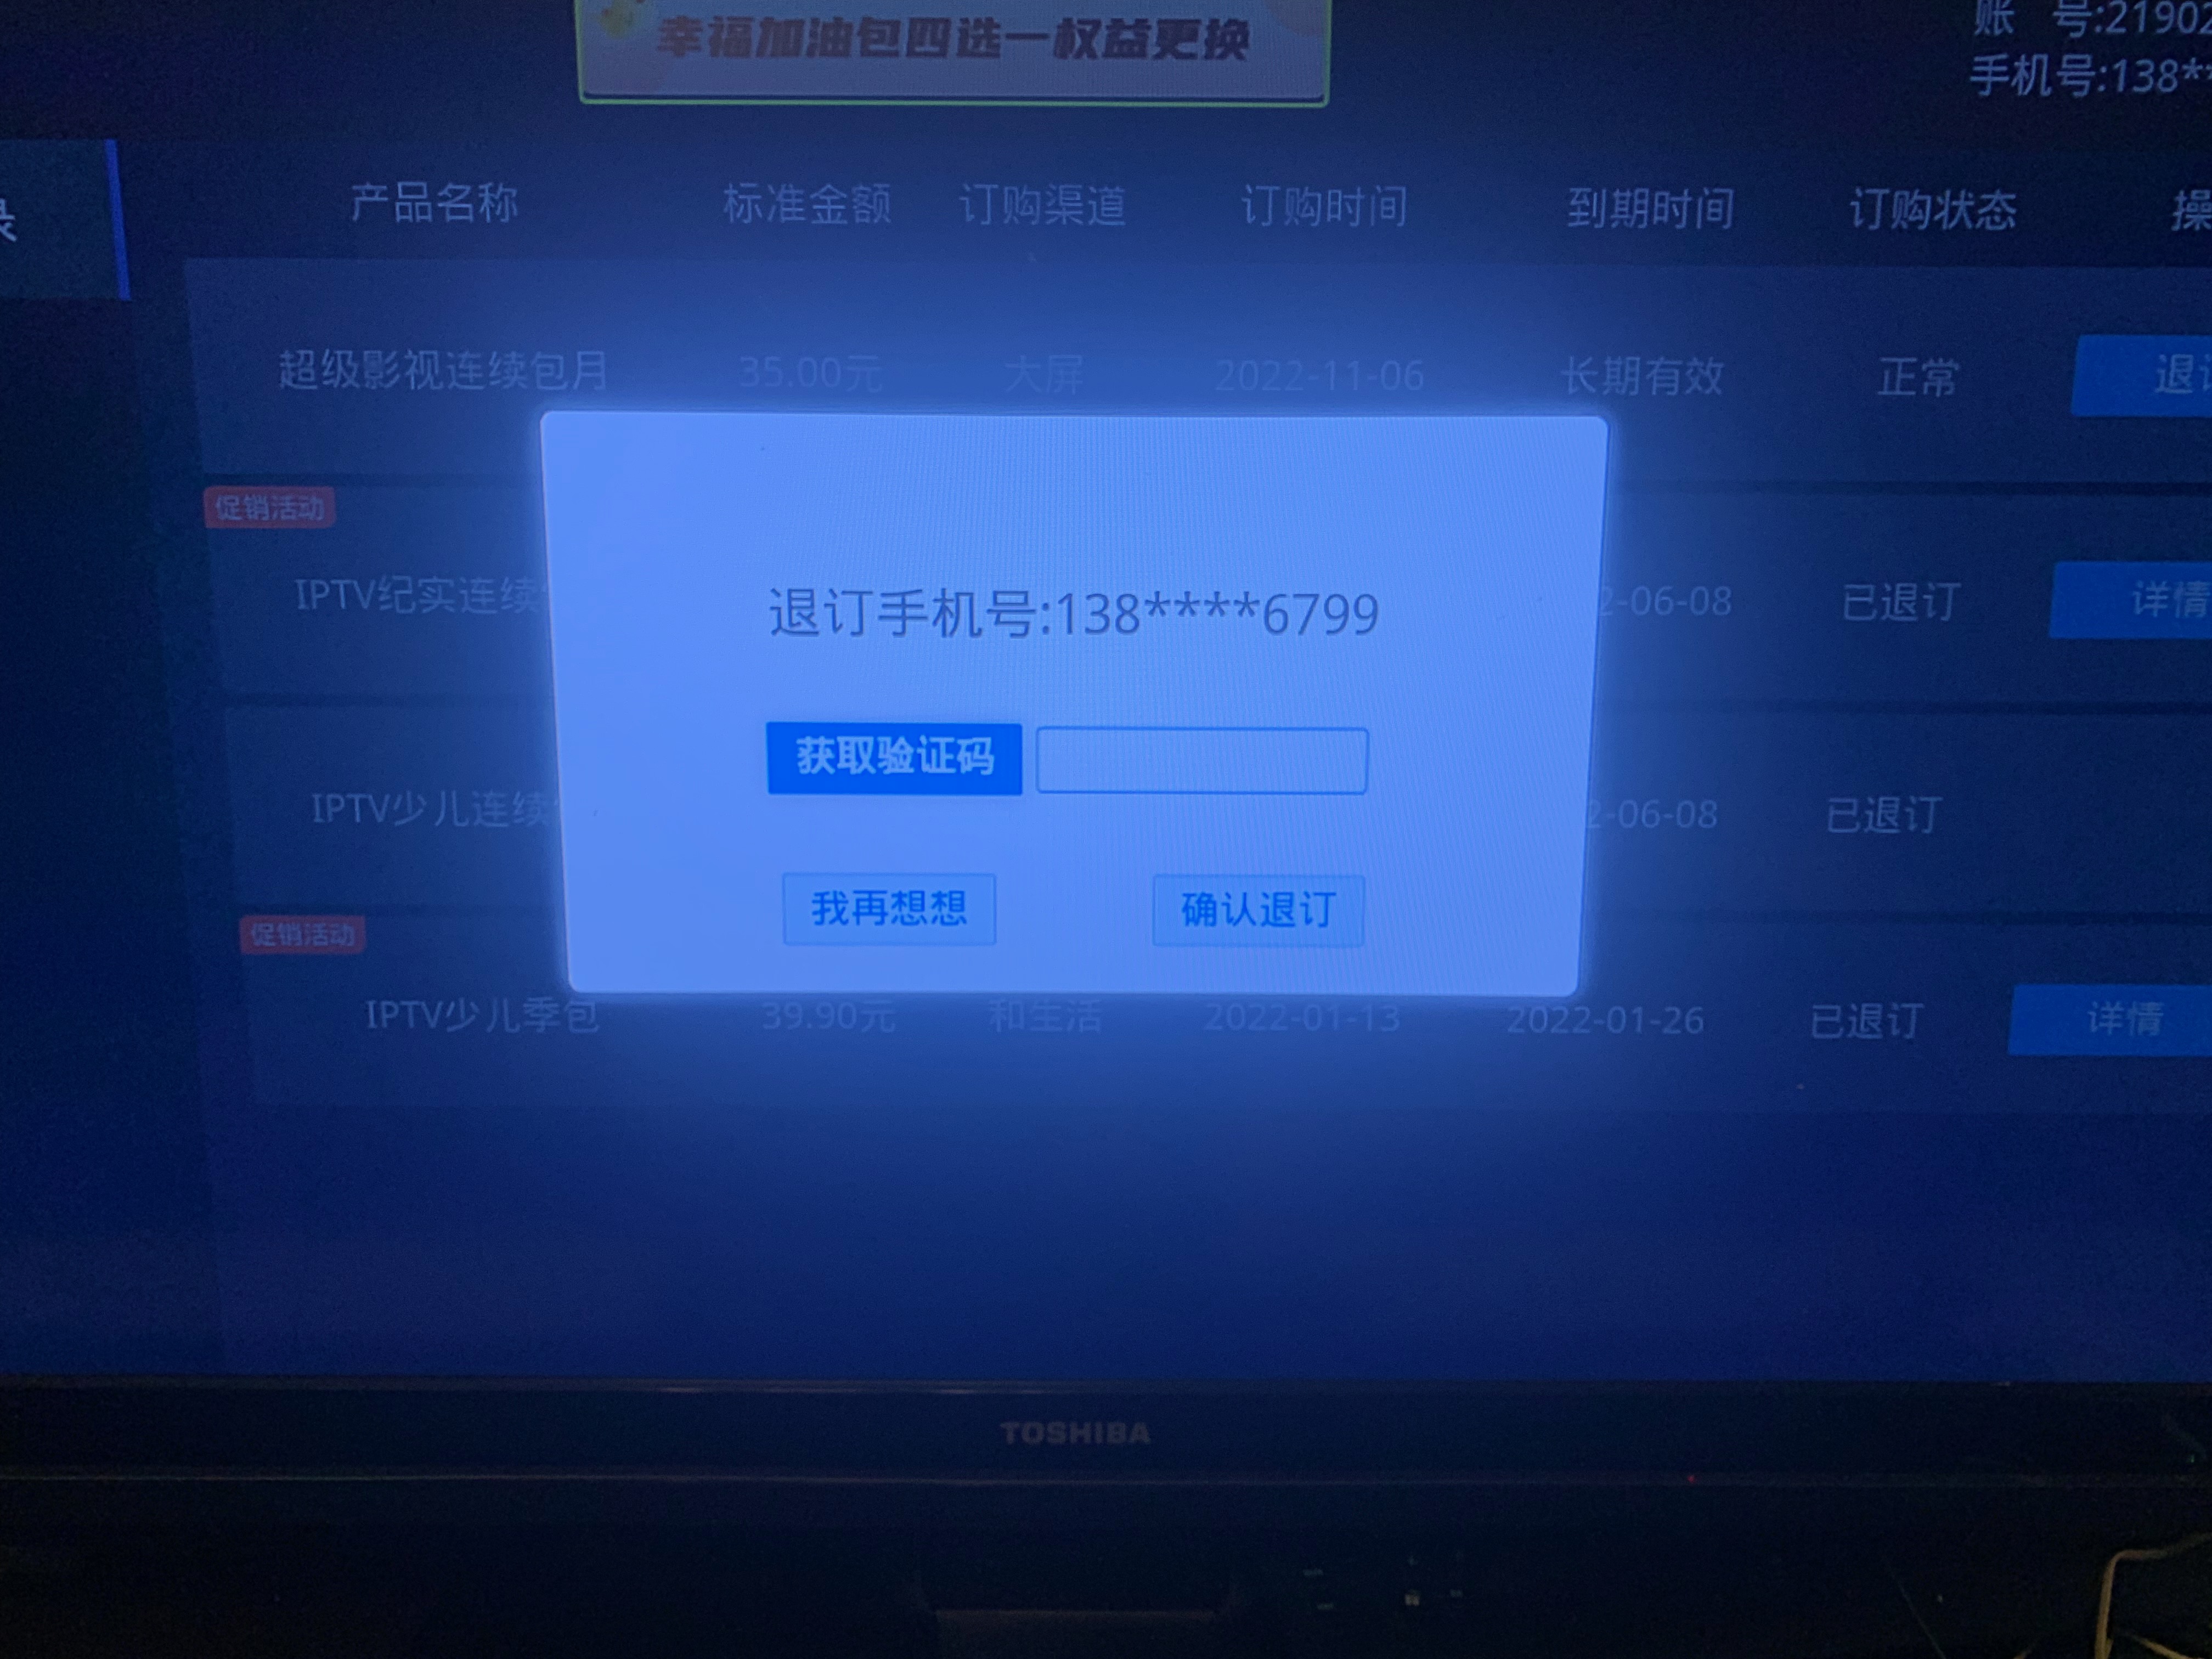 幸福加油包四选一权益更换
账 号:21902
手机号:138**
产品名称 标准金额 订购渠道 订购时间 到期时间 订购状态 操
录
超级影视连续包月 35.00元 大屏 2022-11-06 长期有效 正常 退订
促销活动
IPTV纪实连续 2-06-08 已退订 详情
IPTV少儿连续 2-06-08 已退订
促销活动
IPTV少儿季包 39.90元 和生活 2022-01-13 2022-01-26 已退订 详情
退订手机号:138****6799
获取验证码
我再想想 确认退订
TOSHIBA